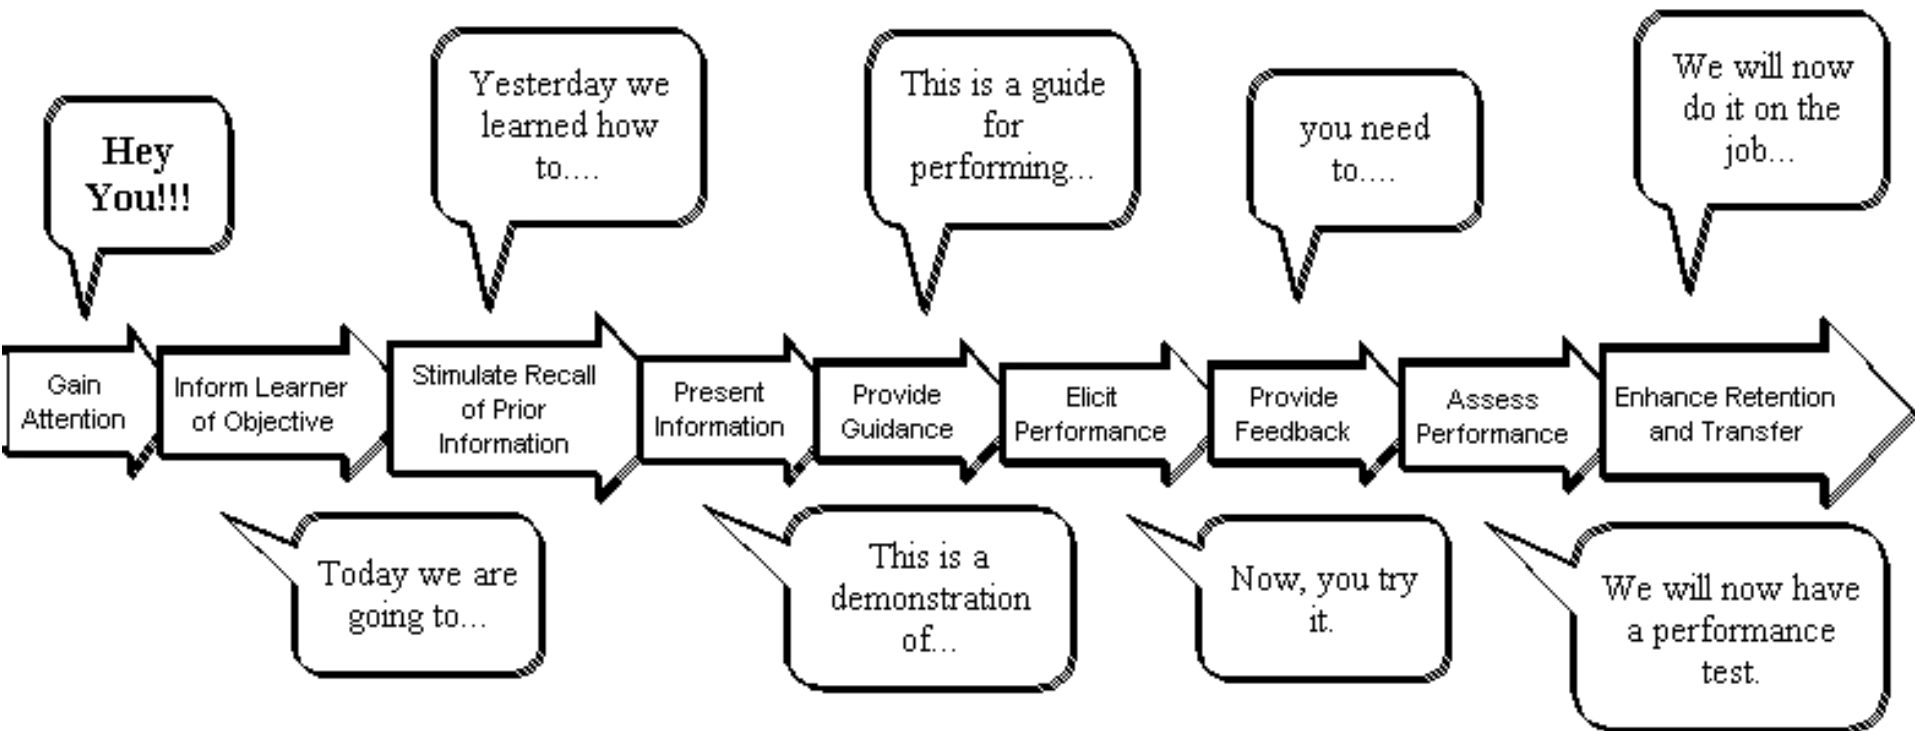 Hey
You!!!
Yesterday we
learned how
to....
This is a guide
for
performing...
you need
to....
We will now
do it on the
job...
Gain
Attention
Inform Learner
of Objective
Stimulate Recall
of Prior
Information
Present
Information
Provide
Guidance
Elicit
Performance
Provide
Feedback
Assess
Performance
Enhance Retention
and Transfer
Today we are
going to...
This is a
demonstration
of...
Now, you try
it.
We will now have
a performance
test.